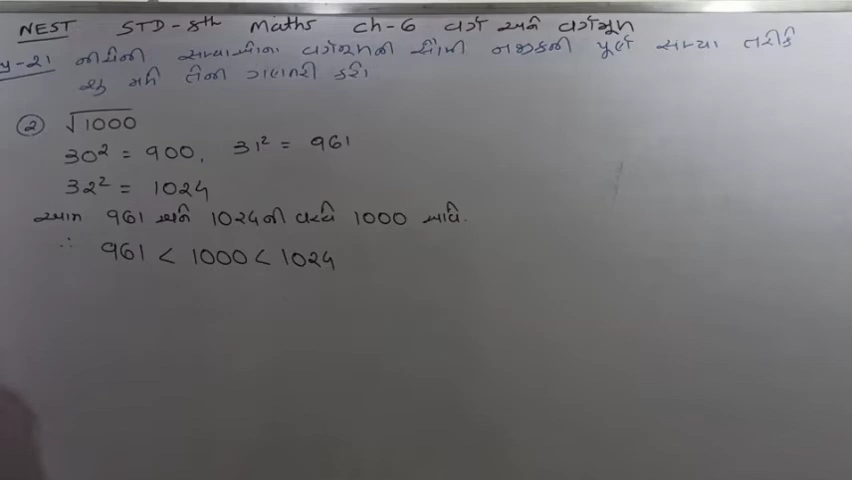 NEST STD-8th Maths Ch-6 વર્ગ અને વર્ગમૂળ
y-21 નીચેની સંખ્યાઓના વર્ગમૂળની સૌથી નજીકની પૂર્ણ સંખ્યા તરીકે
શું મળે તેની ગણતરી કરો
② √1000
30² = 900, 31² = 961
32² = 1024
આમ 961 અને 1024ની વચ્ચે 1000 આવે.
∴ 961 < 1000 < 1024